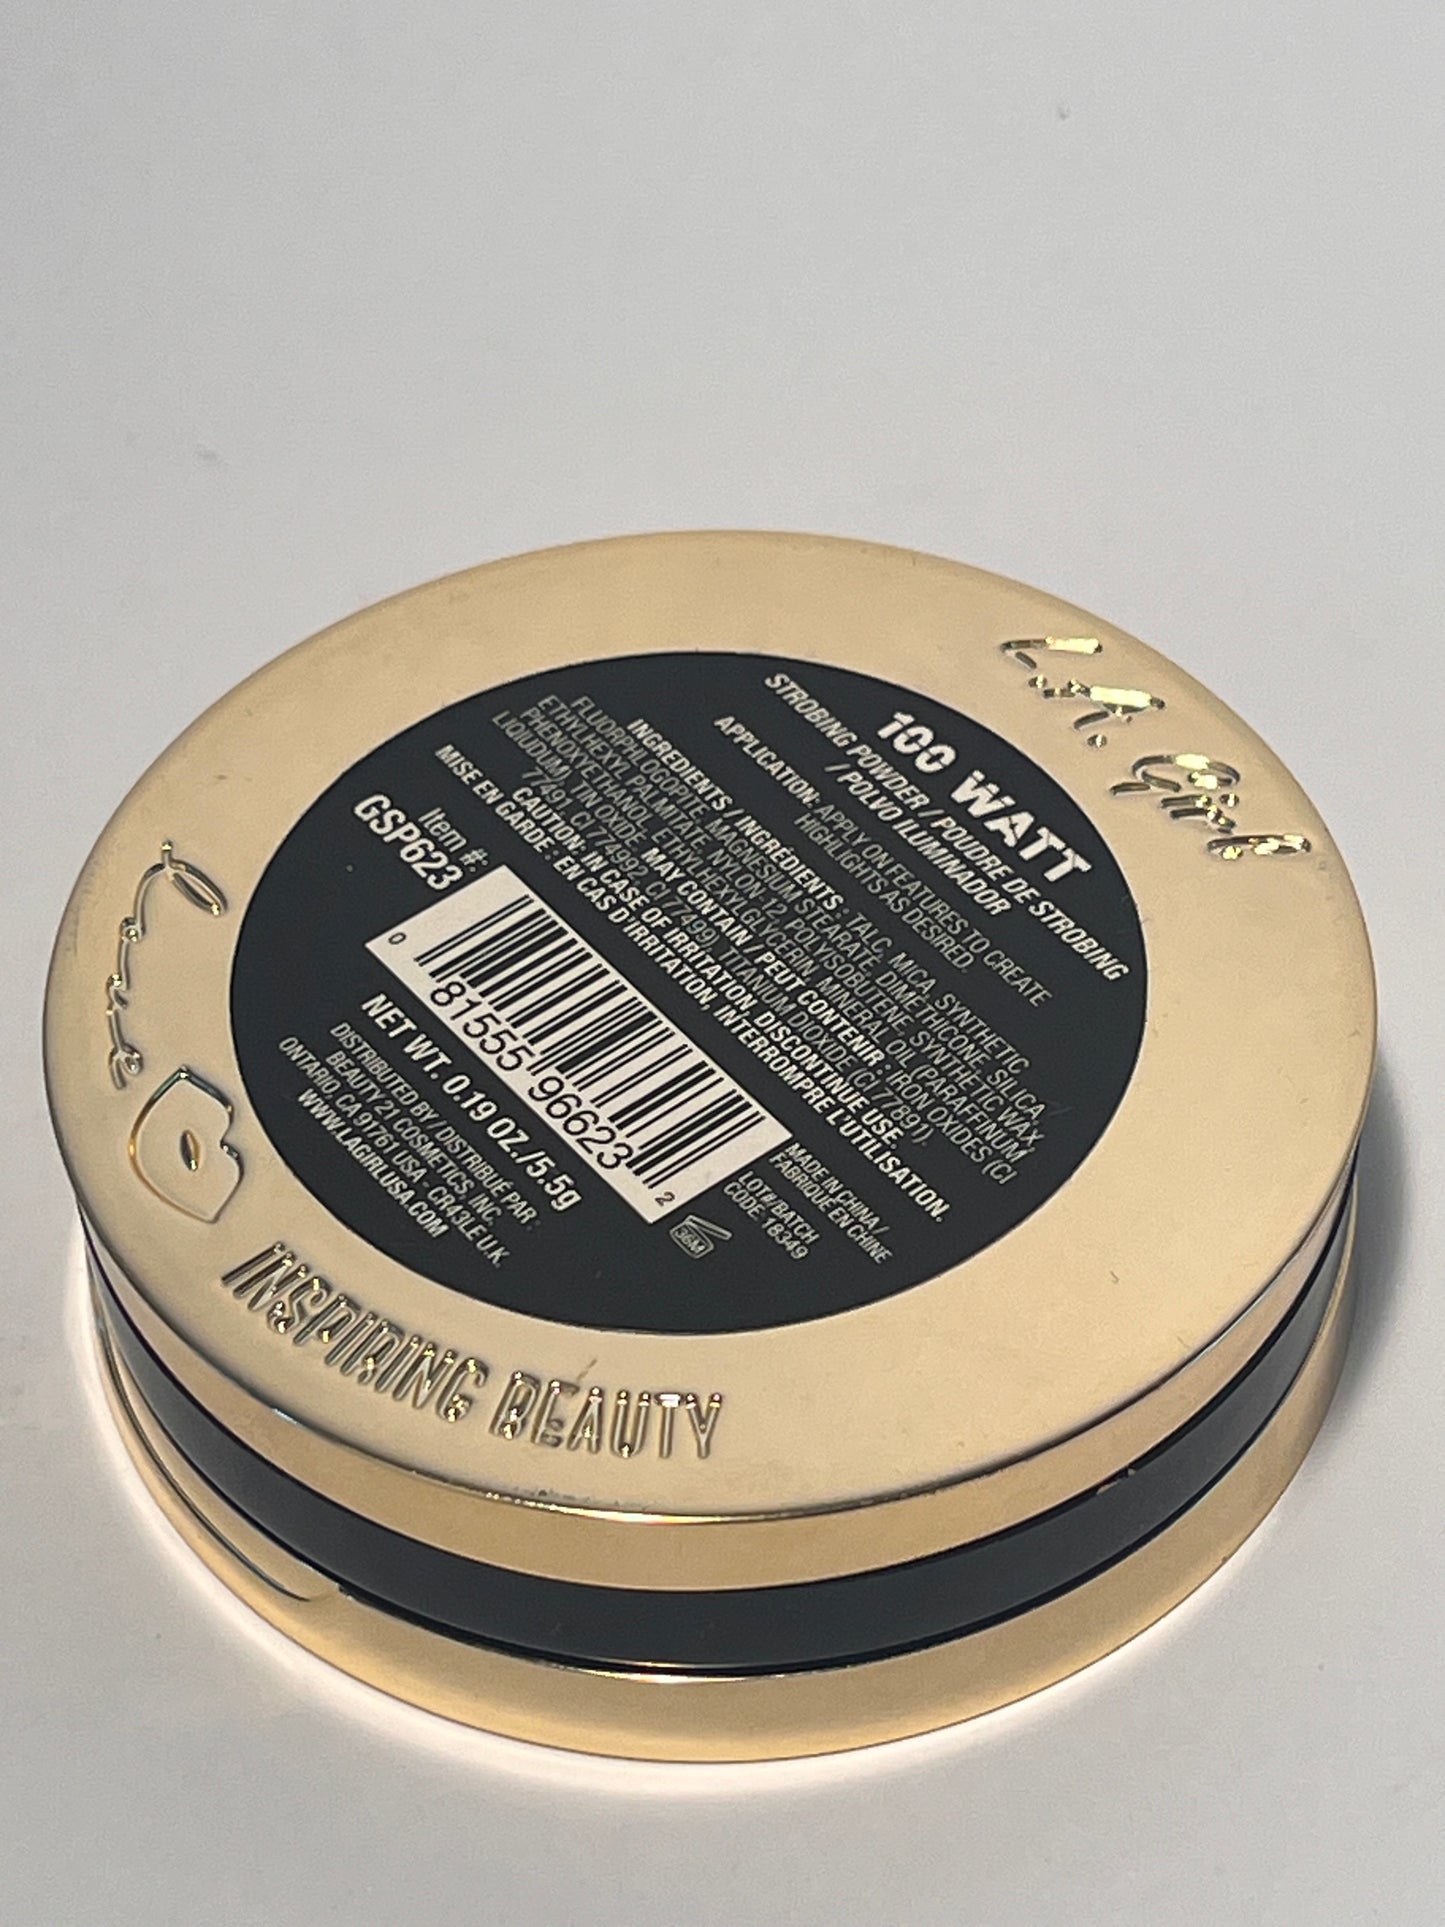 L.A. Girl
100 WATT
STROBING POWDER / POUDRE DE STROBING
/ POLVO ILUMINADOR
APPLICATION: APPLY ON FEATURES TO CREATE
HIGHLIGHTS AS DESIRED.
INGREDIENTS / INGRÉDIENTS : TALC, MICA, SYNTHETIC
FLUORPHLOGOPITE, MAGNESIUM STEARATE, DIMETHICONE, SILICA,
ETHYLHEXYL PALMITATE, NYLON-12, POLYISOBUTENE, SYNTHETIC WAX,
PHENOXYETHANOL, ETHYLHEXYLGLYCERIN, MINERAL OIL (PARAFFINUM
LIQIUDUM), TIN OXIDE. MAY CONTAIN / PEUT CONTENIR : IRON OXIDES (CI
77491 CI77492 CI77499), TITANIUM DIOXIDE (CI 77891).
CAUTION: IN CASE OF IRRITATION, DISCONTINUE USE.
MISE EN GARDE : EN CAS D'IRRITATION, INTERROMPRE L'UTILISATION.
Item #:
GSP623
0 81555 96623 2
MADE IN CHINA /
FABRIQUÉ EN CHINE
LOT#/BATCH
CODE: 18349
36M
NET WT. 0.19 OZ./5.5g
DISTRIBUTED BY / DISTRIBUÉ PAR :
BEAUTY 21 COSMETICS, INC.
ONTARIO, CA 91761 USA - CR43LE U.K.
WWW.LAGIRLUSA.COM
Love
INSPIRING BEAUTY